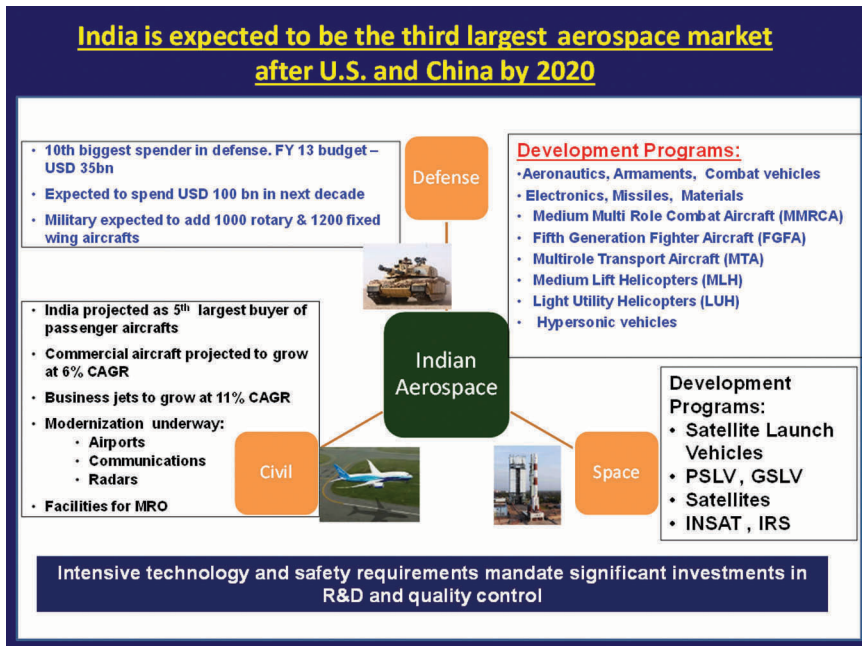 India is expected to be the third largest aerospace market
after U.S. and China by 2020
• 10th biggest spender in defense. FY 13 budget –
USD 35bn
• Expected to spend USD 100 bn in next decade
• Military expected to add 1000 rotary & 1200 fixed
wing aircrafts
Defense
Development Programs:
•Aeronautics, Armaments, Combat vehicles
• Electronics, Missiles, Materials
• Medium Multi Role Combat Aircraft (MMRCA)
• Fifth Generation Fighter Aircraft (FGFA)
• Multirole Transport Aircraft (MTA)
• Medium Lift Helicopters (MLH)
• Light Utility Helicopters (LUH)
• Hypersonic vehicles
• India projected as 5th largest buyer of
passenger aircrafts
• Commercial aircraft projected to grow
at 6% CAGR
• Business jets to grow at 11% CAGR
• Modernization underway:
• Airports
• Communications
• Radars
• Facilities for MRO
Civil
Indian
Aerospace
Space
Development
Programs:
• Satellite Launch
Vehicles
• PSLV , GSLV
• Satellites
• INSAT , IRS
Intensive technology and safety requirements mandate significant investments in
R&D and quality control